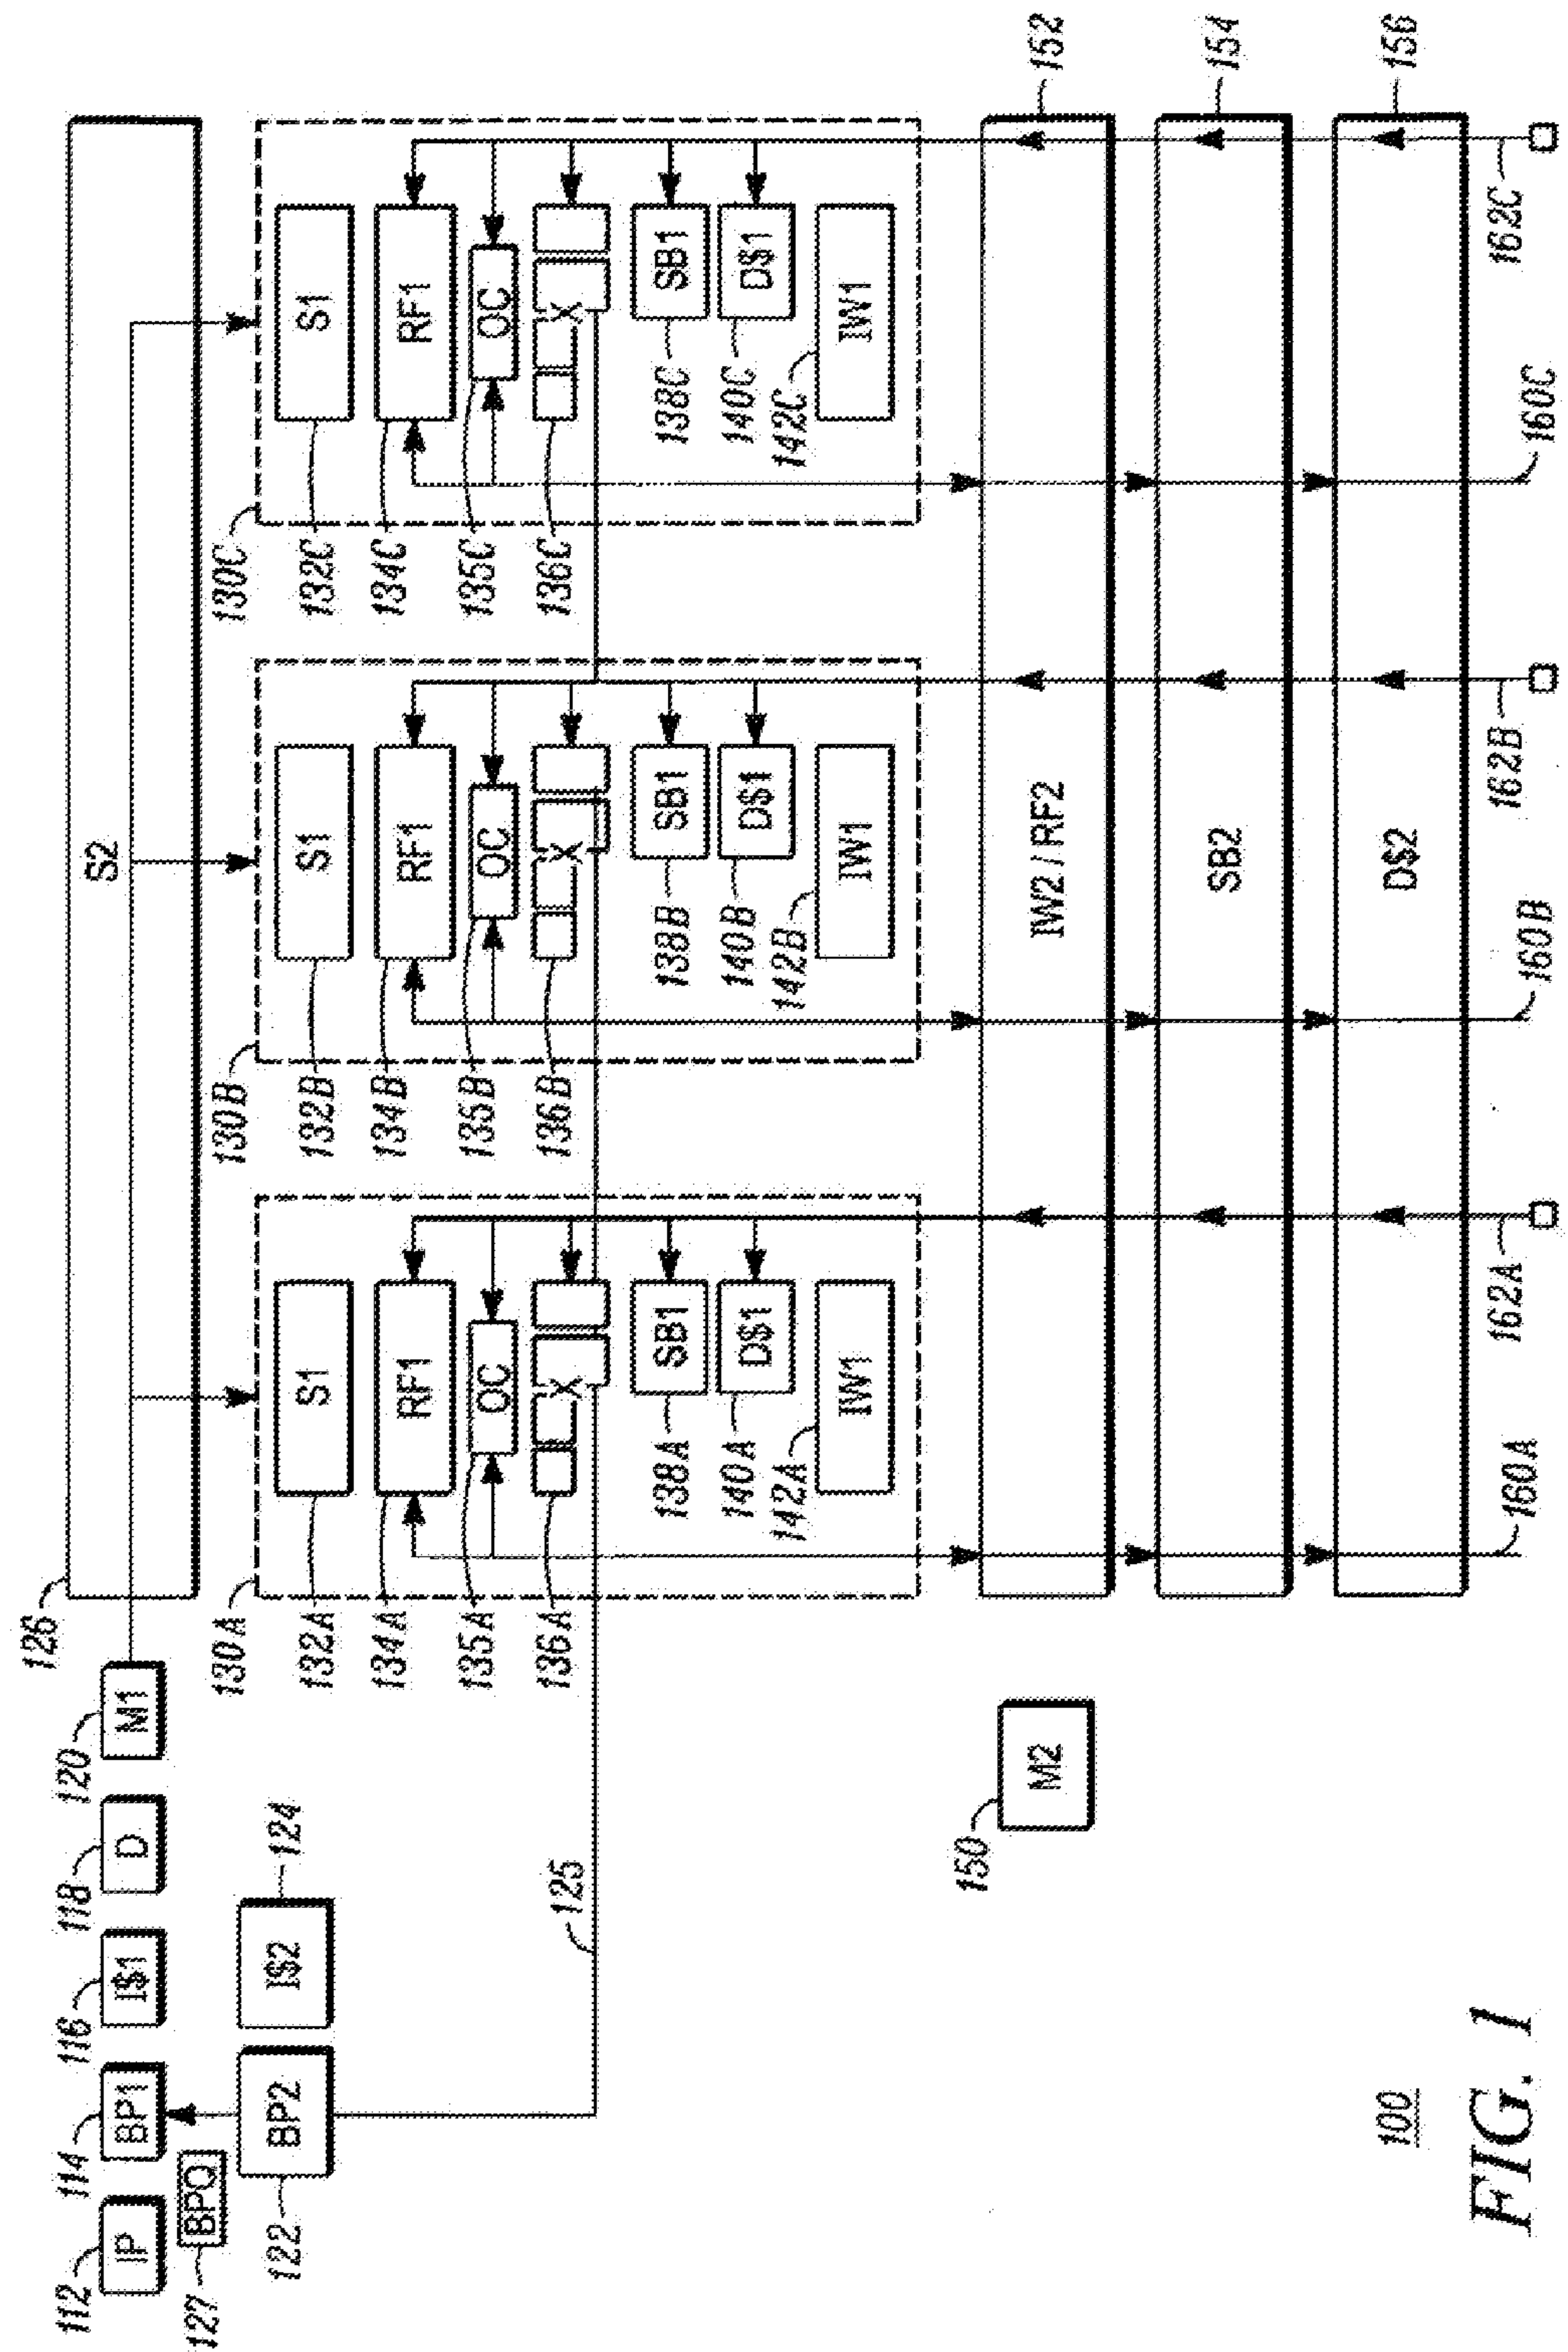 126
S2
112
IP
114
BP1
116
I$1
118
D
120
M1
127
BPQ
122
BP2
I$2
124
125
130A
132A
S1
134A
RF1
135A
OC
136A
X
138A
SB1
140A
D$1
142A
IW1
130B
132B
S1
134B
RF1
135B
OC
136B
X
138B
SB1
140B
D$1
142B
IW1
130C
132C
S1
134C
RF1
135C
OC
136C
X
138C
SB1
140C
D$1
142C
IW1
150
M2
IW2 / RF2
152
SB2
154
D$2
156
160A
162A
160B
162B
160C
162C
100
FIG. 1